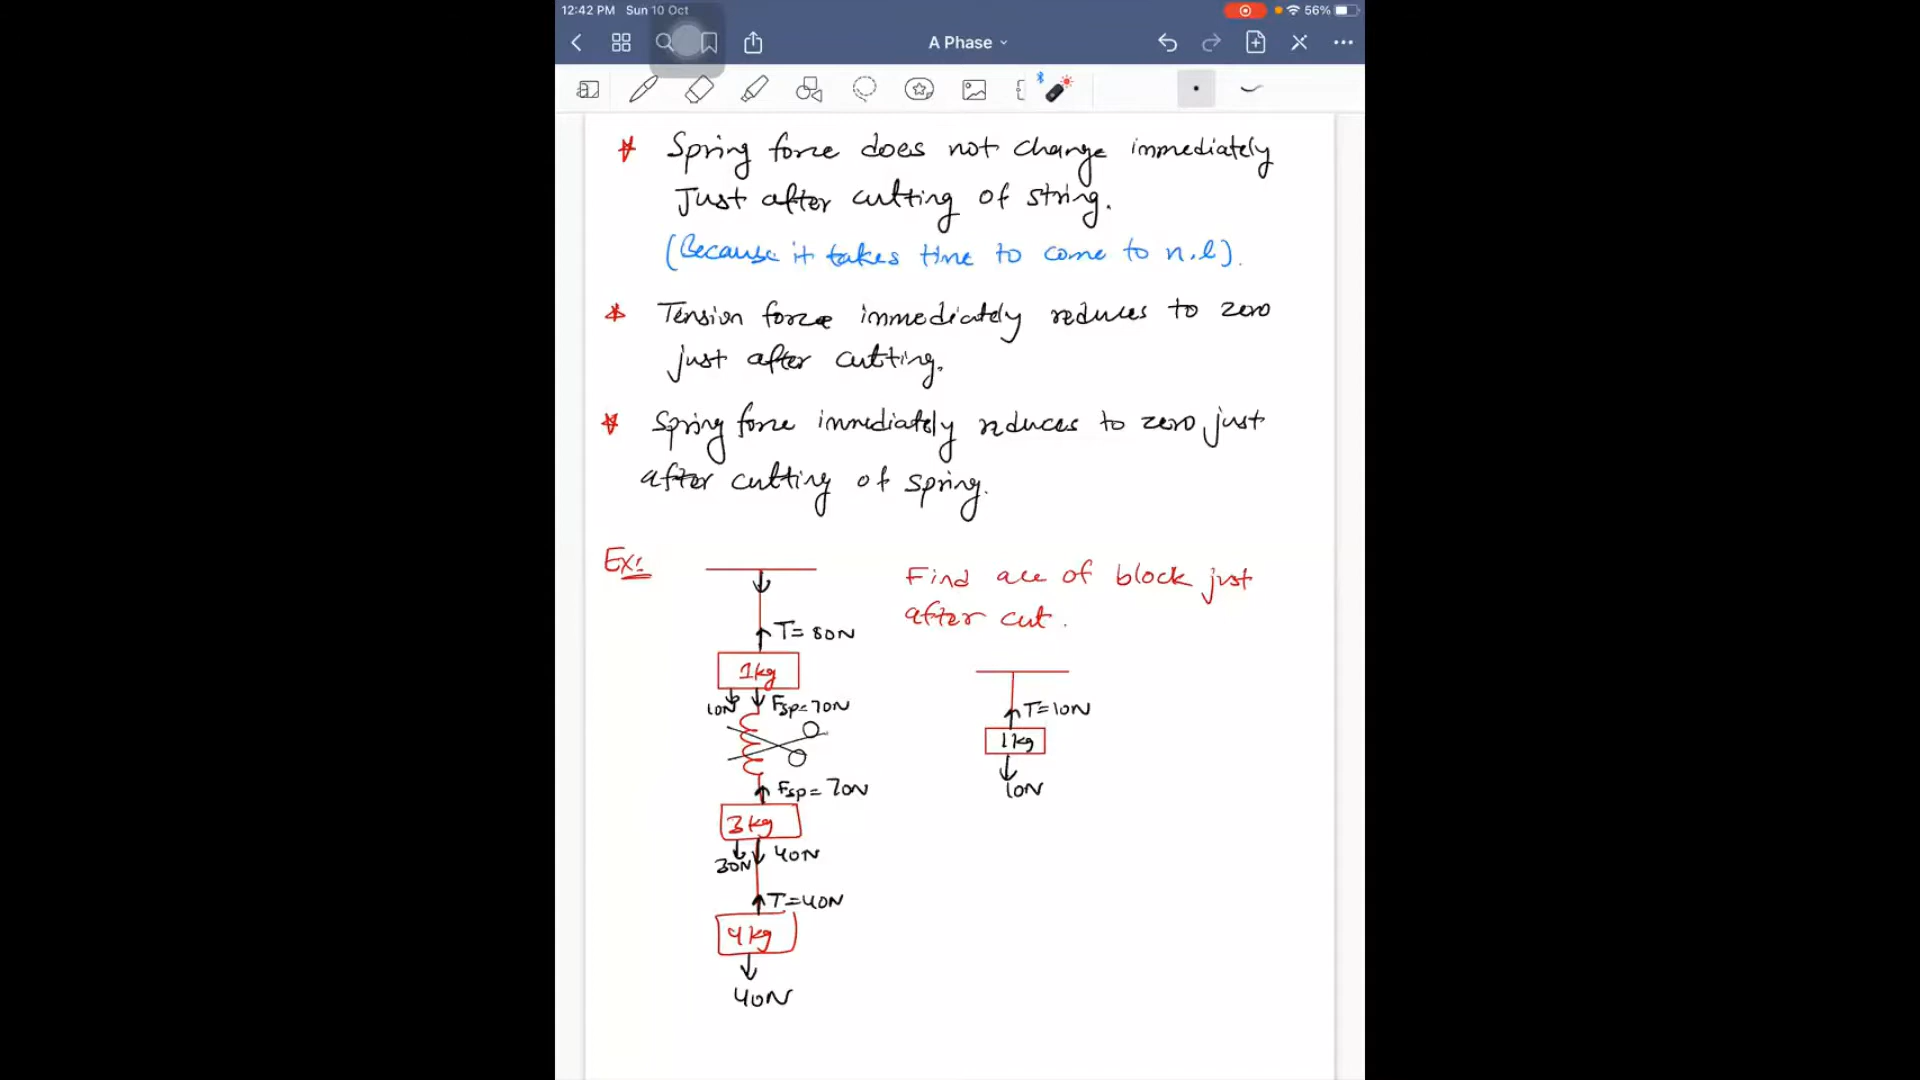 12:42 PM Sun 10 Oct
56%
A Phase
Spring force does not change immediately
Just after cutting of string.
(Because it takes time to come to n.l).
Tension force immediately reduces to zero
just after cutting.
Spring force immediately reduces to zero just
after cutting of spring.
Ex:
Find acc of block just
after cut.
T= 80N
1kg
10N Fsp=70N
T=10N
1kg
10N
Fsp=70N
3kg
30N 40N
T=40N
4kg
40N